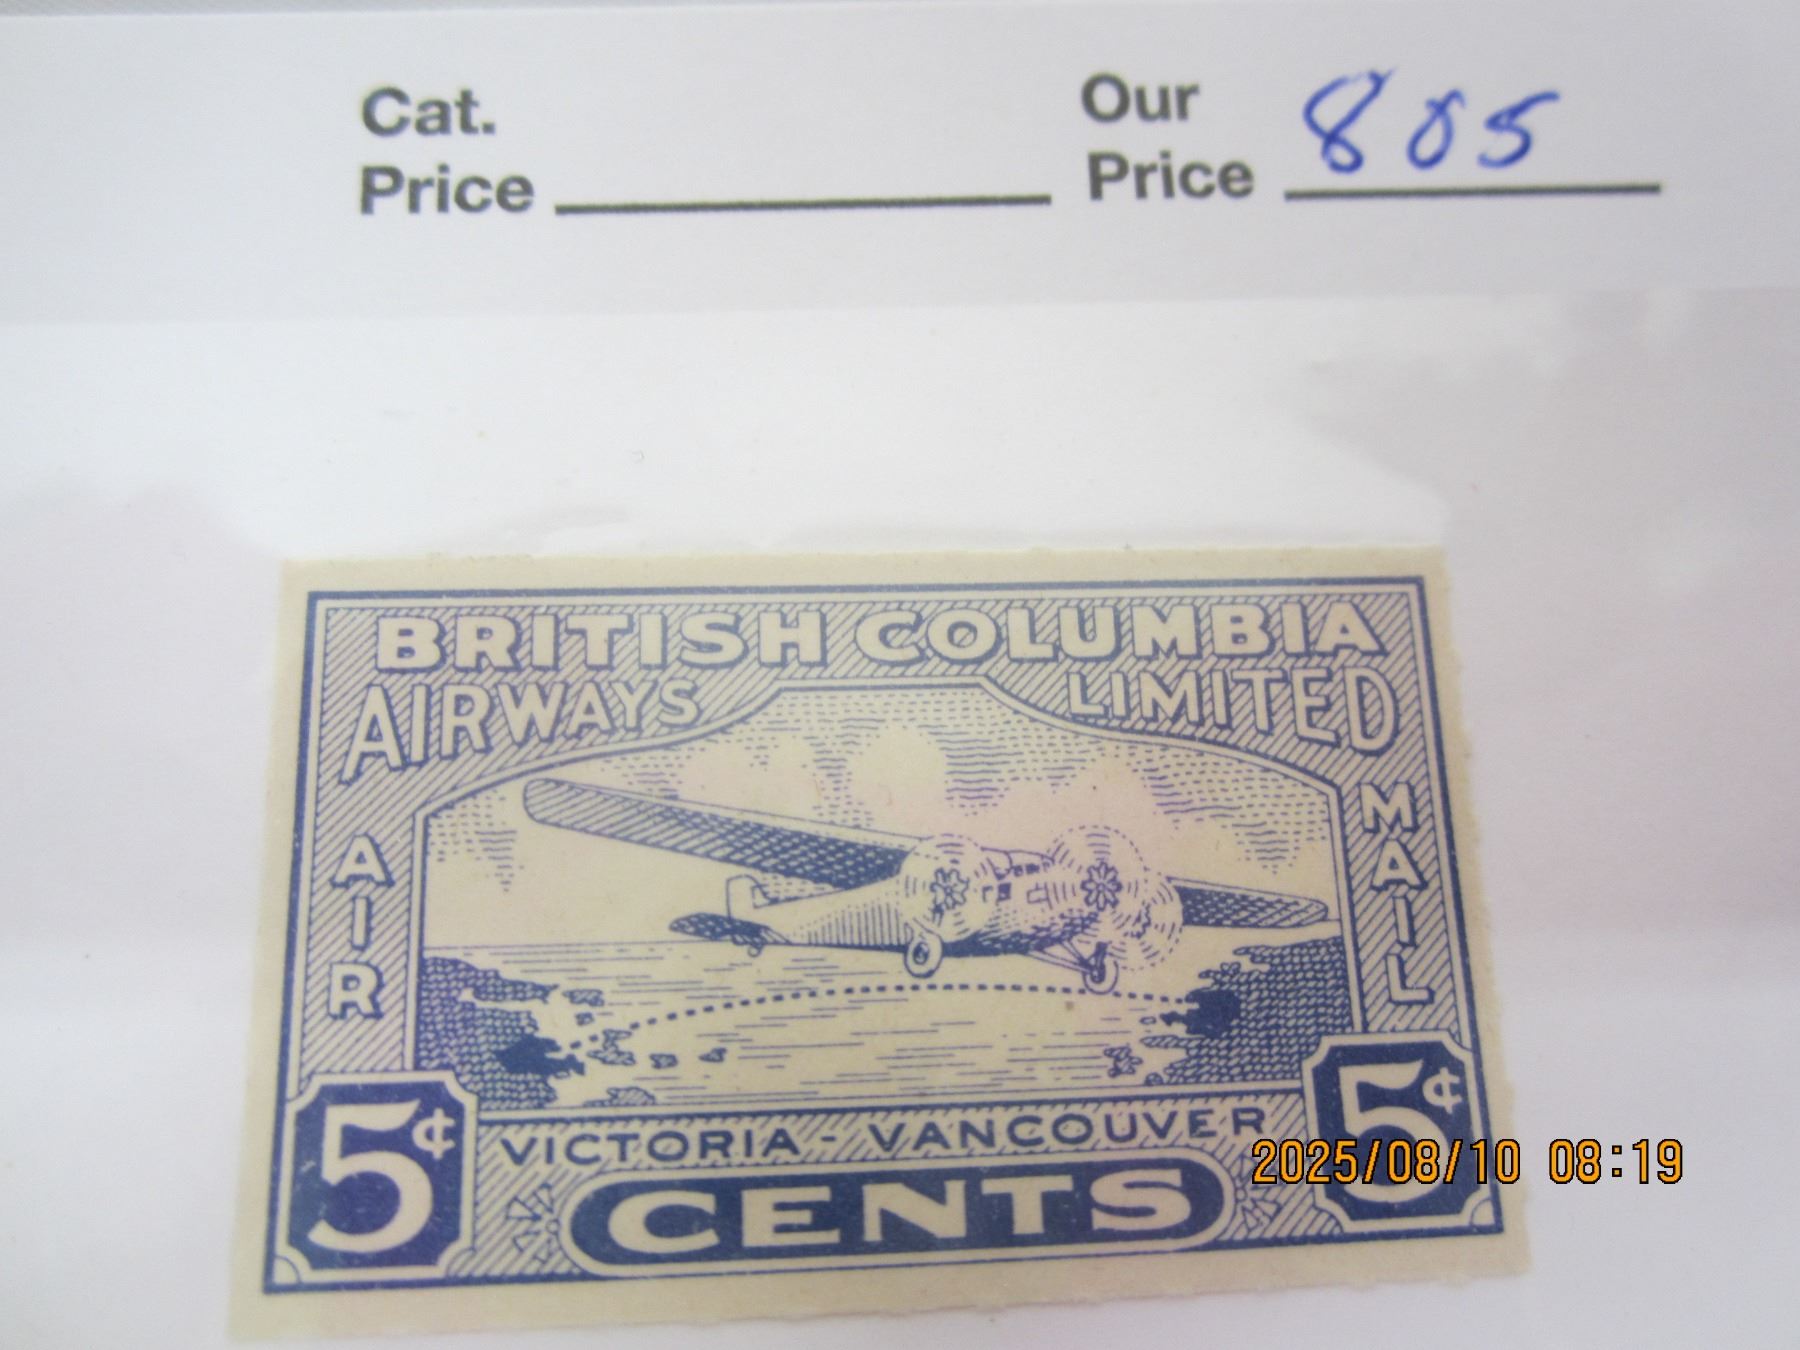 Cat.
Price
Our
Price 805
BRITISH COLUMBIA
AIRWAYS LIMITED
AIR
MAIL
5¢
5¢
VICTORIA - VANCOUVER
CENTS
2025/08/10 08:19